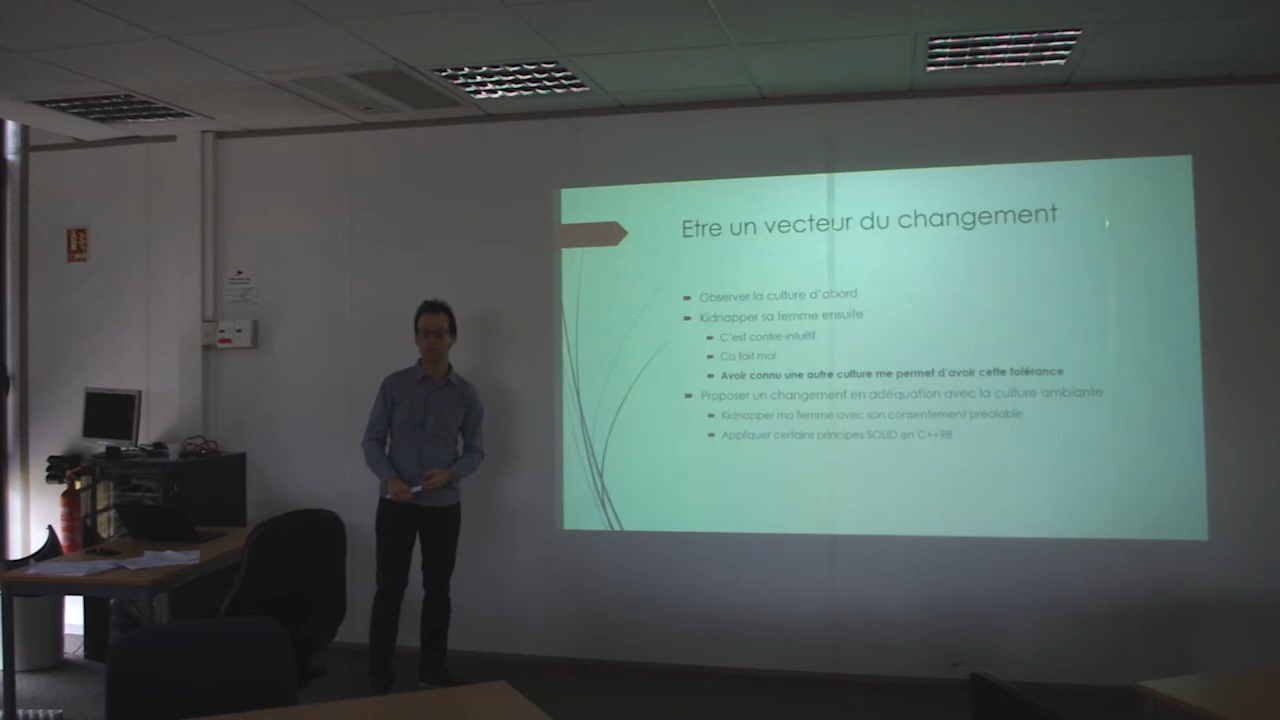 Etre un vecteur du changement
Observer la culture d'abord
Kidnapper sa femme ensuite
C'est contre-intuitif
Ca fait mal
Avoir connu une autre culture me permet d'avoir cette tolérance
Proposer un changement en adéquation avec la culture ambiante
Kidnapper ma femme avec son consentement préalable
Appliquer certains principes SOLID en C++98